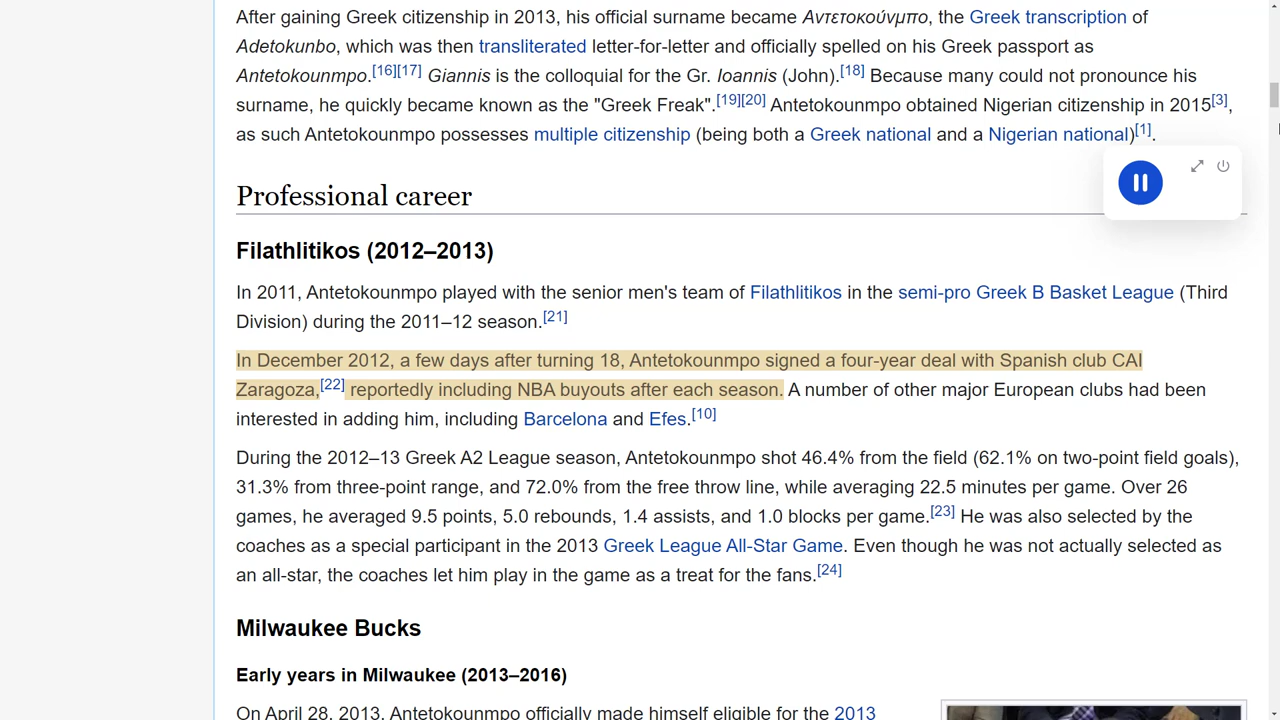 After gaining Greek citizenship in 2013, his official surname became Αντετοκούνμπο, the Greek transcription of
Adetokunbo, which was then transliterated letter-for-letter and officially spelled on his Greek passport as
Antetokounmpo.[16][17] Giannis is the colloquial for the Gr. Ioannis (John).[18] Because many could not pronounce his
surname, he quickly became known as the "Greek Freak".[19][20] Antetokounmpo obtained Nigerian citizenship in 2015[3],
as such Antetokounmpo possesses multiple citizenship (being both a Greek national and a Nigerian national)[1].
Professional career
Filathlitikos (2012–2013)
In 2011, Antetokounmpo played with the senior men's team of Filathlitikos in the semi-pro Greek B Basket League (Third
Division) during the 2011–12 season.[21]
In December 2012, a few days after turning 18, Antetokounmpo signed a four-year deal with Spanish club CAI
Zaragoza,[22] reportedly including NBA buyouts after each season. A number of other major European clubs had been
interested in adding him, including Barcelona and Efes.[10]
During the 2012–13 Greek A2 League season, Antetokounmpo shot 46.4% from the field (62.1% on two-point field goals),
31.3% from three-point range, and 72.0% from the free throw line, while averaging 22.5 minutes per game. Over 26
games, he averaged 9.5 points, 5.0 rebounds, 1.4 assists, and 1.0 blocks per game.[23] He was also selected by the
coaches as a special participant in the 2013 Greek League All-Star Game. Even though he was not actually selected as
an all-star, the coaches let him play in the game as a treat for the fans.[24]
Milwaukee Bucks
Early years in Milwaukee (2013–2016)
On April 28, 2013, Antetokounmpo officially made himself eligible for the 2013